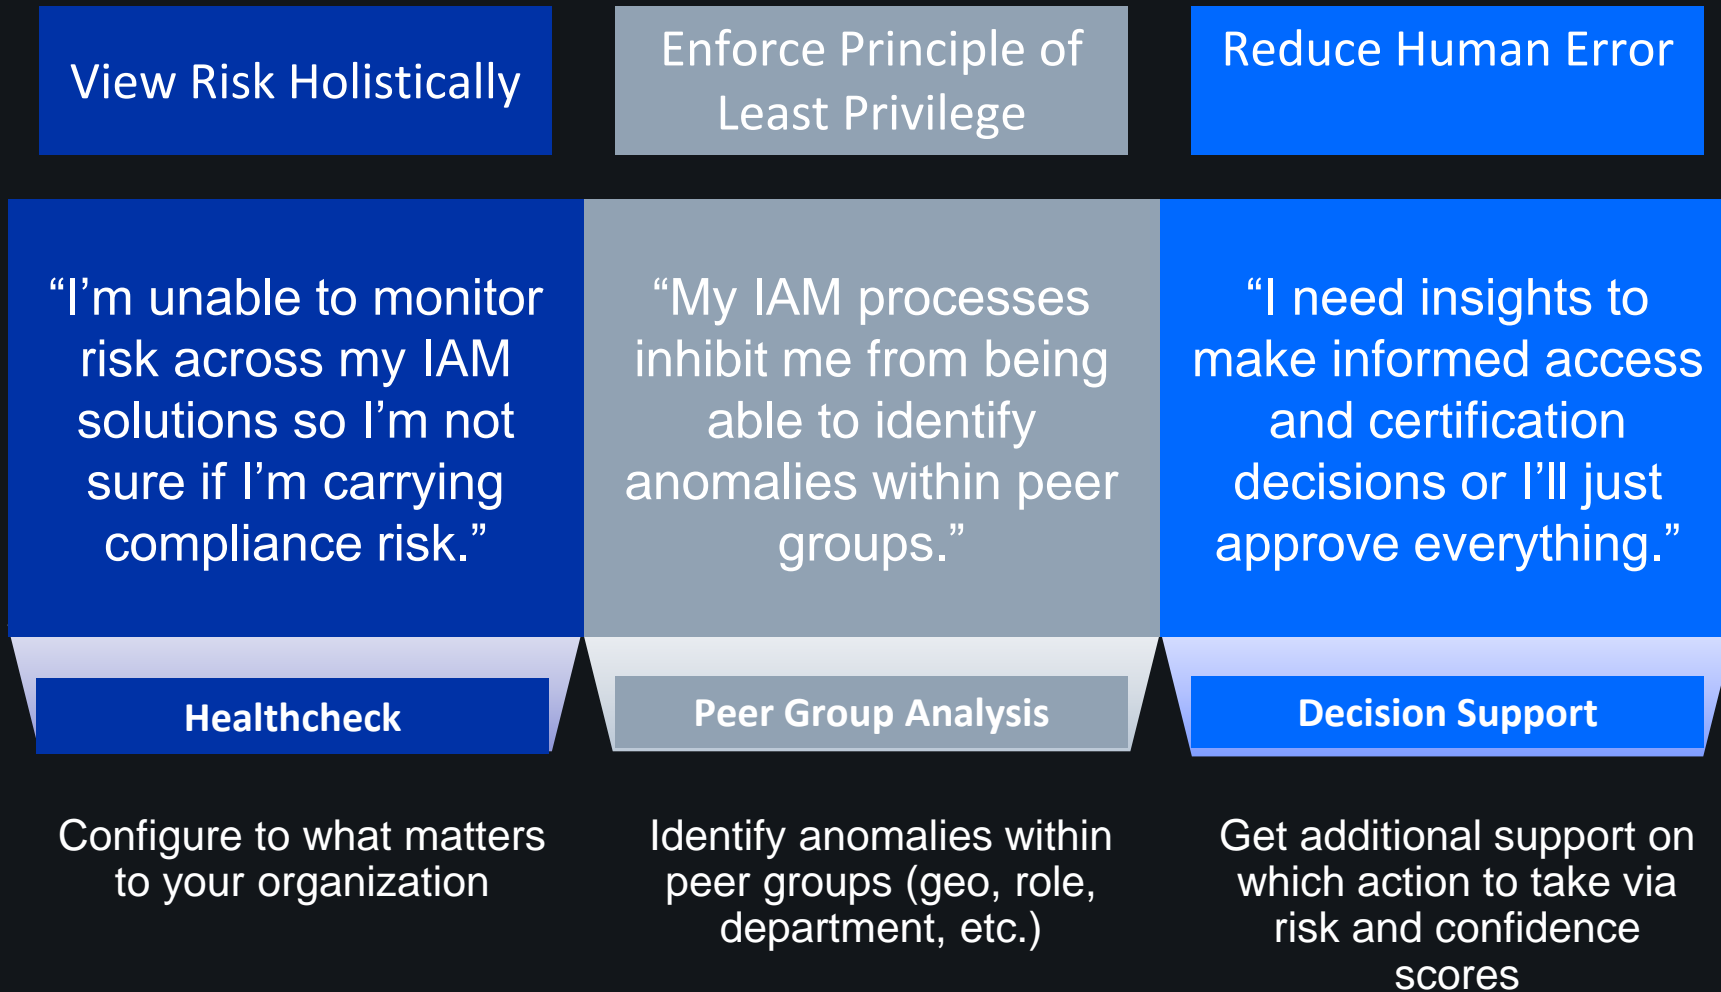 View Risk Holistically
Enforce Principle of
Least Privilege
Reduce Human Error
“I’m unable to monitor
risk across my IAM
solutions so I’m not
sure if I’m carrying
compliance risk.”
“My IAM processes
inhibit me from being
able to identify
anomalies within peer
groups.”
“I need insights to
make informed access
and certification
decisions or I’ll just
approve everything.”
Healthcheck
Peer Group Analysis
Decision Support
Configure to what matters
to your organization
Identify anomalies within
peer groups (geo, role,
department, etc.)
Get additional support on
which action to take via
risk and confidence
scores